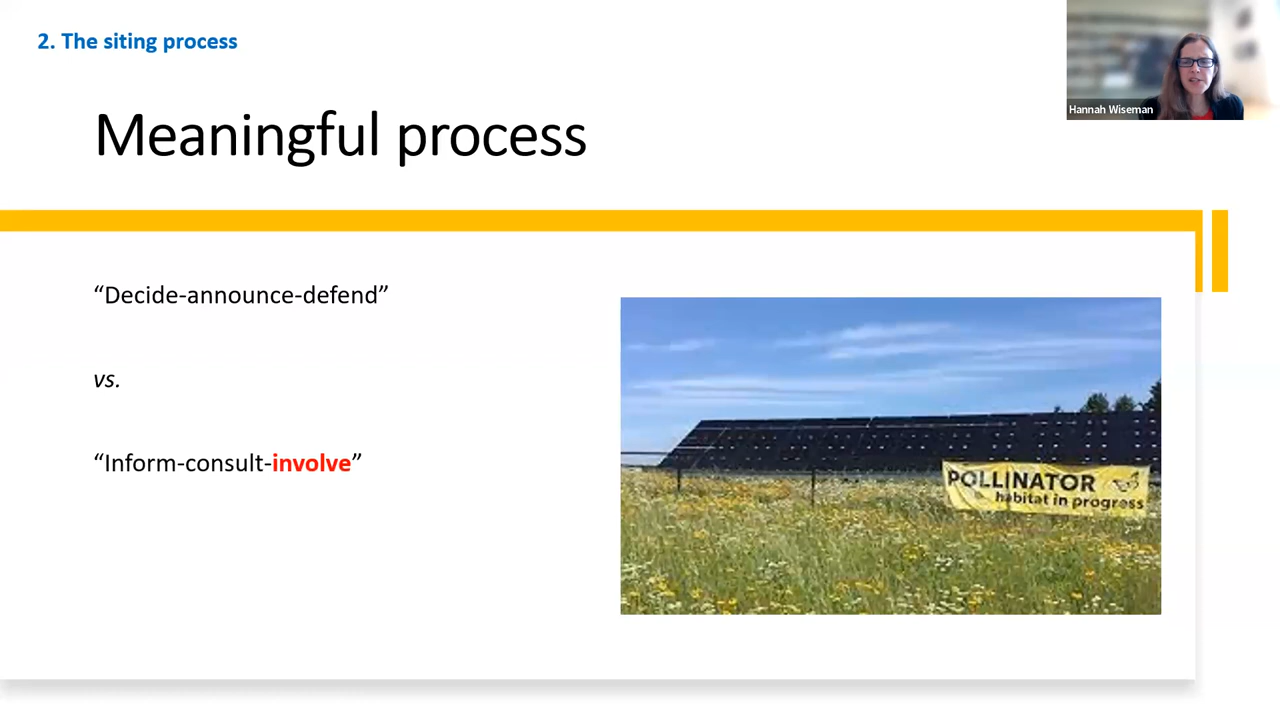 2. The siting process
Hannah Wiseman
Meaningful process
“Decide-announce-defend”
vs.
“Inform-consult-involve”
POLLINATOR
habitat in progress